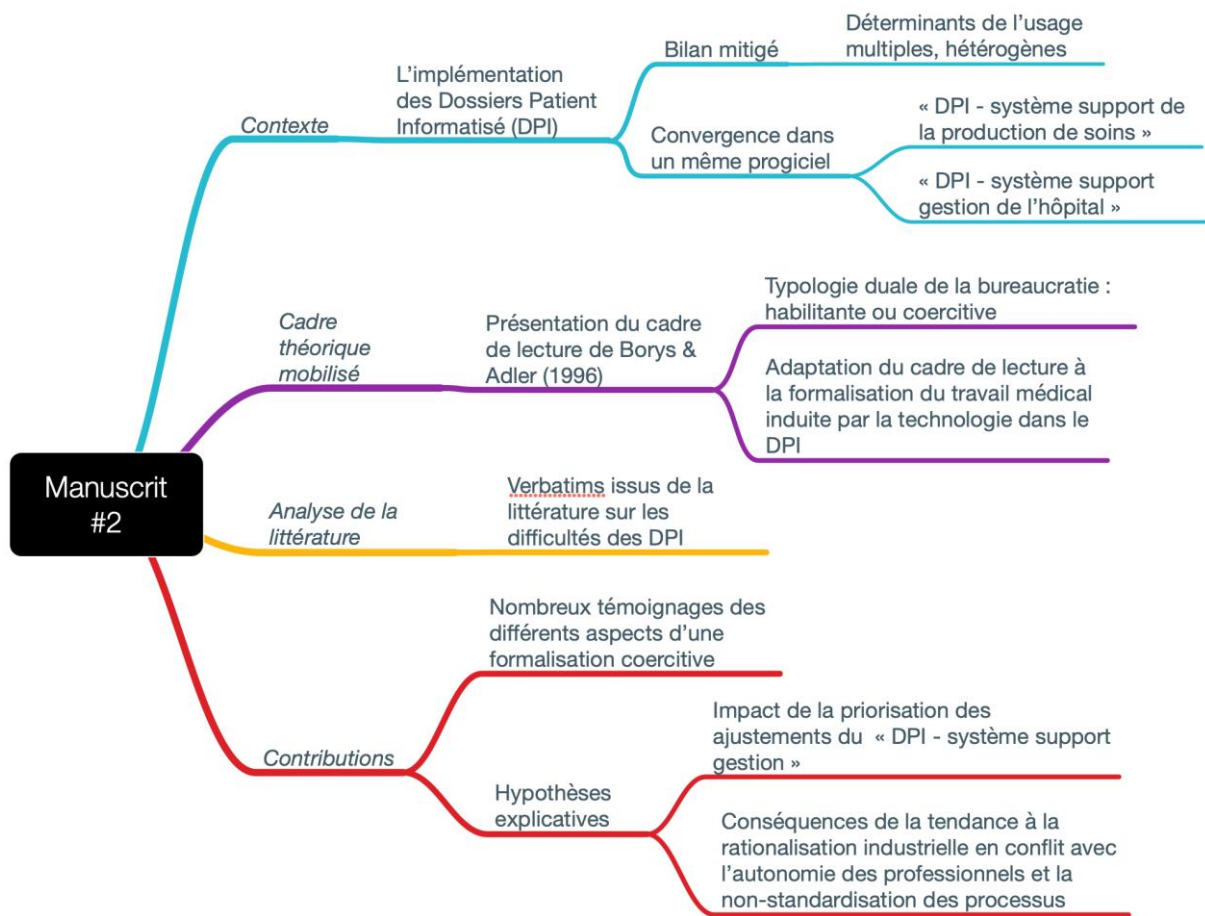 Manuscrit
#2
Contexte
L'implémentation
des Dossiers Patient
Informatisé (DPI)
Bilan mitigé
Déterminants de l'usage
multiples, hétérogènes
Convergence dans
un même progiciel
« DPI - système support de
la production de soins »
« DPI - système support
gestion de l'hôpital »
Cadre
théorique
mobilisé
Présentation du cadre
de lecture de Borys &
Adler (1996)
Typologie duale de la bureaucratie :
habilitante ou coercitive
Adaptation du cadre de lecture à
la formalisation du travail médical
induite par la technologie dans le
DPI
Analyse de la
littérature
Verbatims issus de la
littérature sur les
difficultés des DPI
Contributions
Nombreux témoignages des
différents aspects d'une
formalisation coercitive
Hypothèses
explicatives
Impact de la priorisation des
ajustements du « DPI - système support
gestion »
Conséquences de la tendance à la
rationalisation industrielle en conflit avec
l'autonomie des professionnels et la
non-standardisation des processus